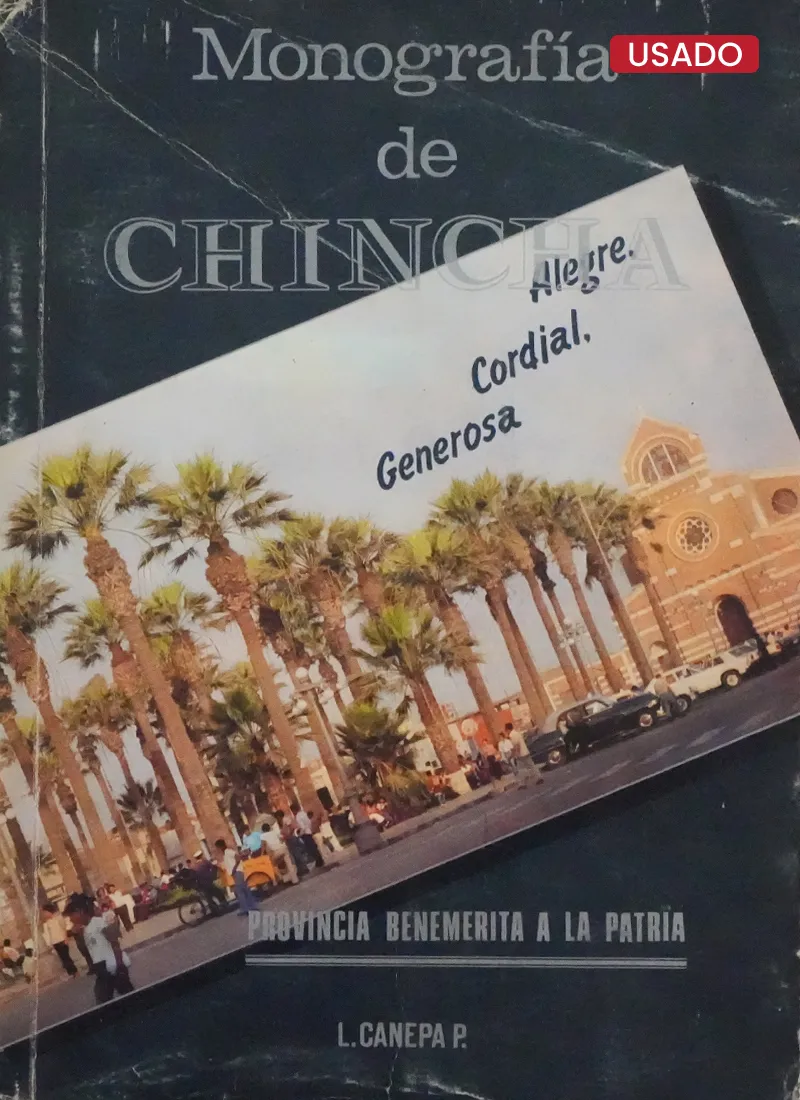 Monografía
USADO
de
CHINCHA
Alegre.
Cordial,
Generosa
PROVINCIA BENEMERITA A LA PATRIA
L. CANEPA P.